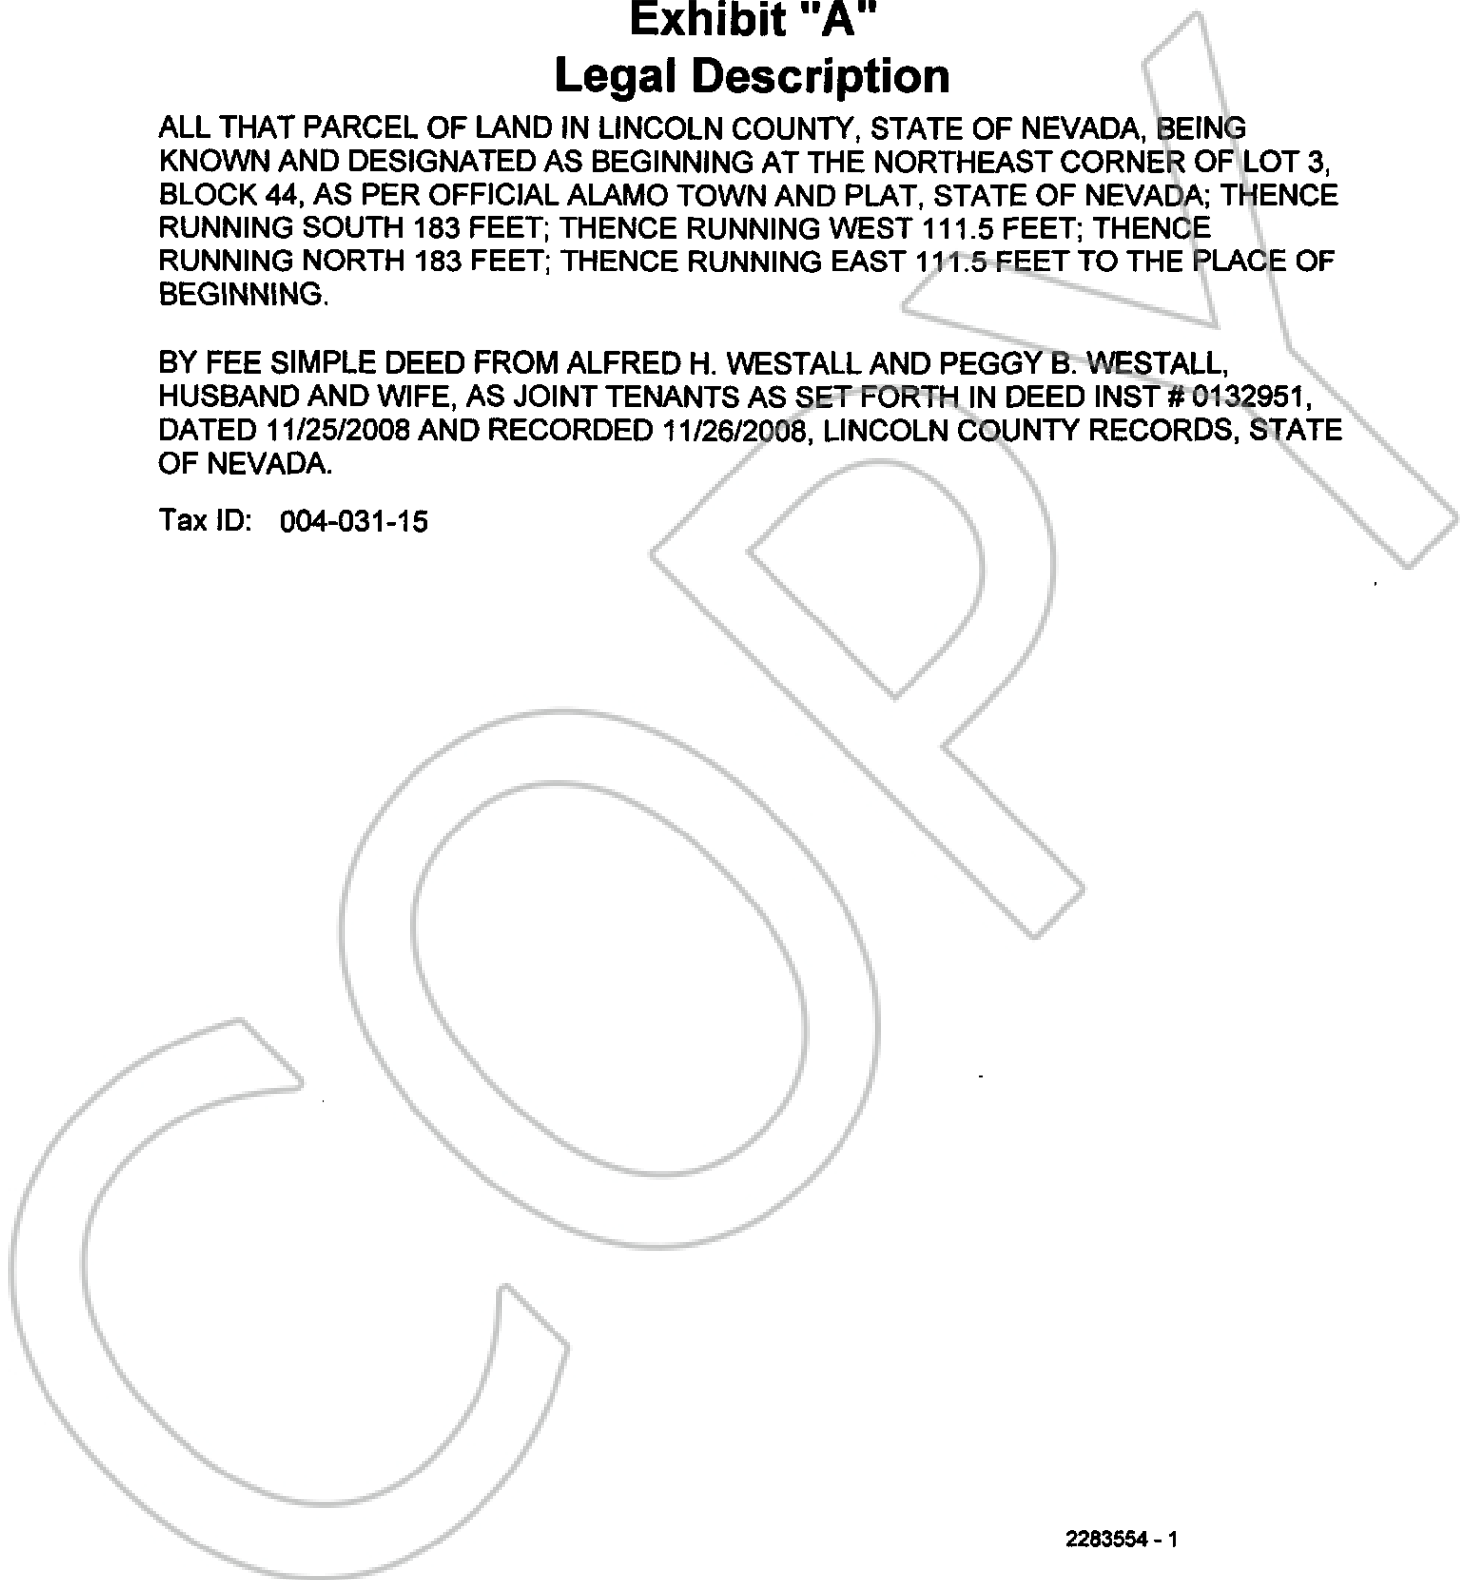 Exhibit "A"
Legal Description
ALL THAT PARCEL OF LAND IN LINCOLN COUNTY, STATE OF NEVADA, BEING
KNOWN AND DESIGNATED AS BEGINNING AT THE NORTHEAST CORNER OF LOT 3,
BLOCK 44, AS PER OFFICIAL ALAMO TOWN AND PLAT, STATE OF NEVADA; THENCE
RUNNING SOUTH 183 FEET; THENCE RUNNING WEST 111.5 FEET; THENCE
RUNNING NORTH 183 FEET; THENCE RUNNING EAST 111.5 FEET TO THE PLACE OF
BEGINNING.
BY FEE SIMPLE DEED FROM ALFRED H. WESTALL AND PEGGY B. WESTALL,
HUSBAND AND WIFE, AS JOINT TENANTS AS SET FORTH IN DEED INST # 0132951,
DATED 11/25/2008 AND RECORDED 11/26/2008, LINCOLN COUNTY RECORDS, STATE
OF NEVADA.
Tax ID: 004-031-15
COPY
2283554 - 1